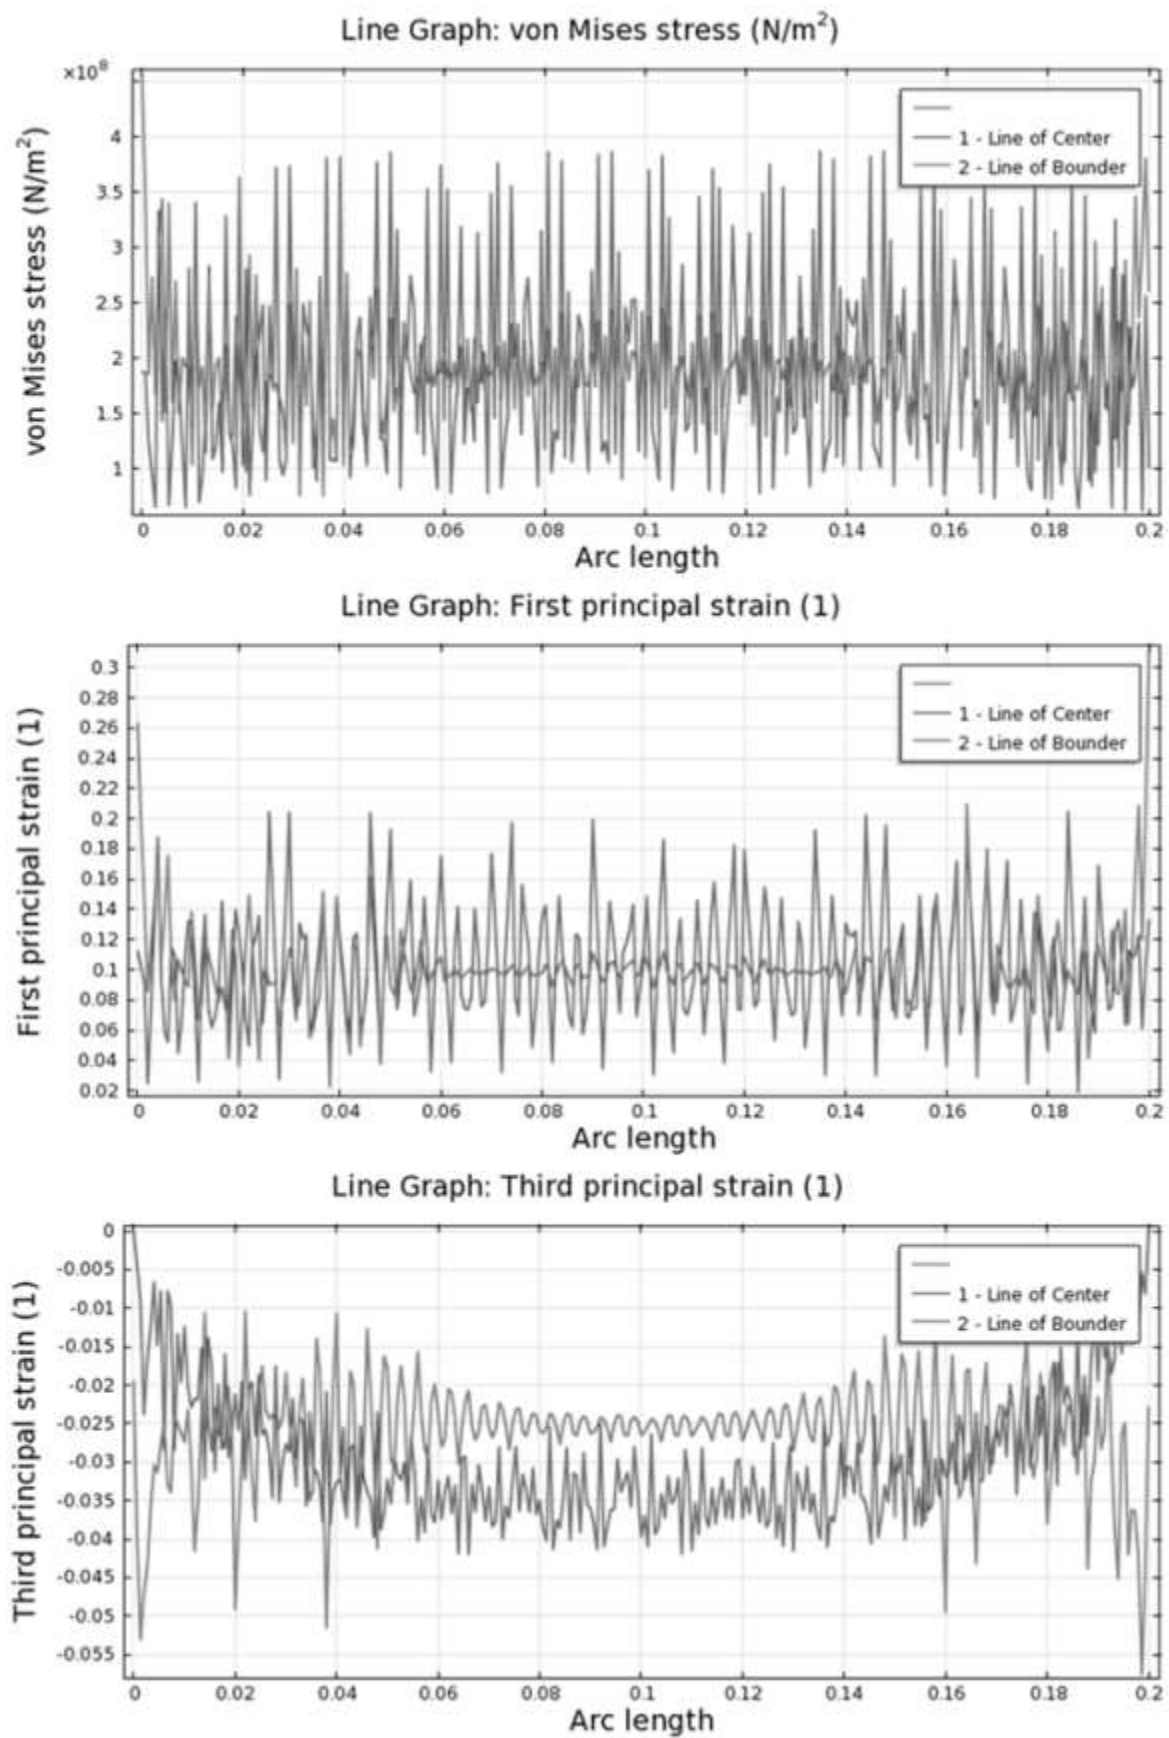 Line Graph: von Mises stress (N/m²)
×10⁸
von Mises stress (N/m²)
4
3.5
3
2.5
2
1.5
1
1 - Line of Center
2 - Line of Bounder
0 0.02 0.04 0.06 0.08 0.1 0.12 0.14 0.16 0.18 0.2
Arc length
Line Graph: First principal strain (1)
First principal strain (1)
0.3
0.28
0.26
0.24
0.22
0.2
0.18
0.16
0.14
0.12
0.1
0.08
0.06
0.04
0.02
1 - Line of Center
2 - Line of Bounder
0 0.02 0.04 0.06 0.08 0.1 0.12 0.14 0.16 0.18 0.2
Arc length
Line Graph: Third principal strain (1)
Third principal strain (1)
0
-0.005
-0.01
-0.015
-0.02
-0.025
-0.03
-0.035
-0.04
-0.045
-0.05
-0.055
1 - Line of Center
2 - Line of Bounder
0 0.02 0.04 0.06 0.08 0.1 0.12 0.14 0.16 0.18 0.2
Arc length